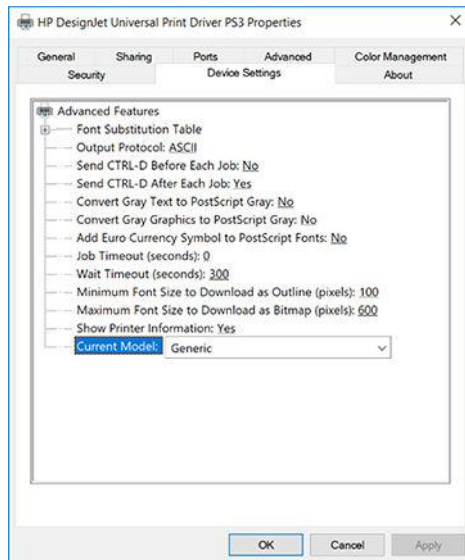 HP DesignJet Universal Print Driver PS3 Properties
General Sharing Ports Advanced Color Management
Security Device Settings About
Advanced Features
Font Substitution Table
Output Protocol: ASCII
Send CTRL-D Before Each Job: No
Send CTRL-D After Each Job: Yes
Convert Gray Text to PostScript Gray: No
Convert Gray Graphics to PostScript Gray: No
Add Euro Currency Symbol to PostScript Fonts: No
Job Timeout (seconds): 0
Wait Timeout (seconds): 300
Minimum Font Size to Download as Outline (pixels): 100
Maximum Font Size to Download as Bitmap (pixels): 600
Show Printer Information: Yes
Current Model: Generic
OK Cancel Apply